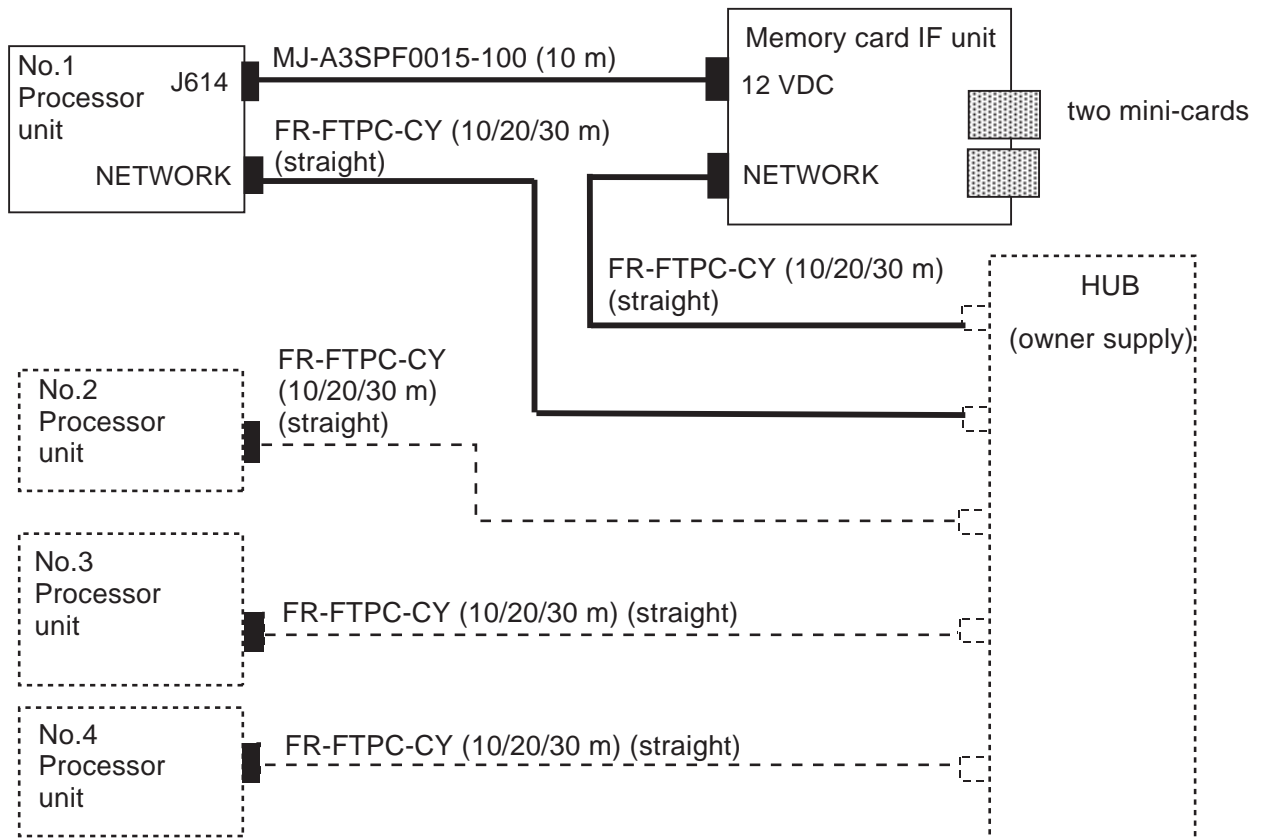 No.1
Processor
unit
J614
NETWORK
MJ-A3SPF0015-100 (10 m)
FR-FTPC-CY (10/20/30 m)
(straight)
Memory card IF unit
12 VDC
NETWORK
two mini-cards
FR-FTPC-CY (10/20/30 m)
(straight)
HUB
(owner supply)
No.2
Processor
unit
FR-FTPC-CY
(10/20/30 m)
(straight)
No.3
Processor
unit
FR-FTPC-CY (10/20/30 m) (straight)
No.4
Processor
unit
FR-FTPC-CY (10/20/30 m) (straight)